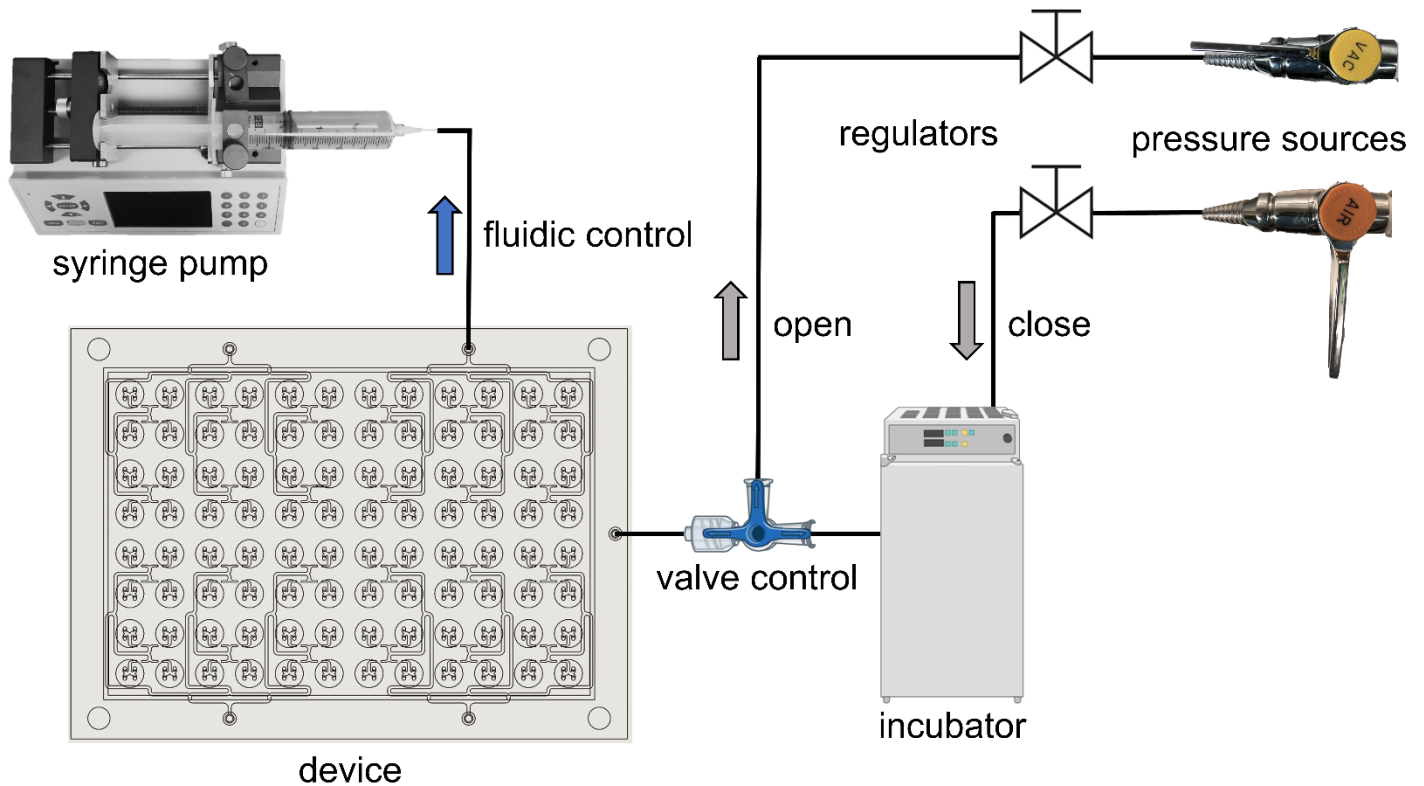 VAC
regulators
pressure sources
AIR
fluidic control
syringe pump
open
close
valve control
incubator
device